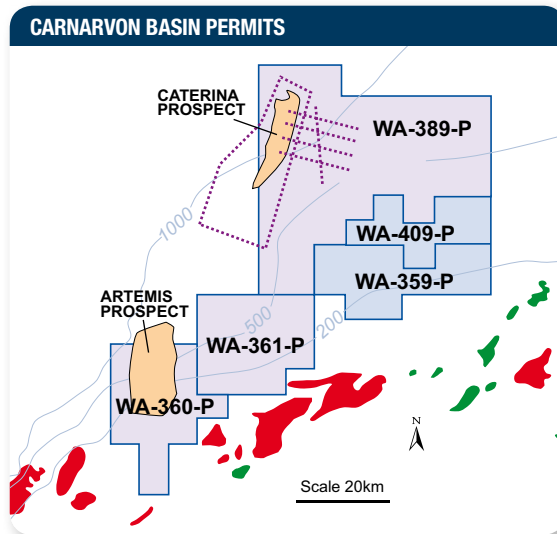 CARNARVON BASIN PERMITS
CATERINA
PROSPECT
WA-389-P
1000
WA-409-P
WA-359-P
ARTEMIS
PROSPECT
500
200
WA-361-P
WA-360-P
N
Scale 20km